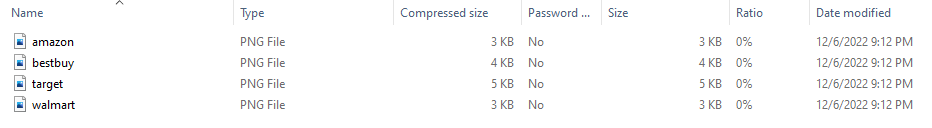 Name Type Compressed size Password ... Size Ratio Date modified
amazon PNG File 3 KB No 3 KB 0% 12/6/2022 9:12 PM
bestbuy PNG File 4 KB No 4 KB 0% 12/6/2022 9:12 PM
target PNG File 5 KB No 5 KB 0% 12/6/2022 9:12 PM
walmart PNG File 3 KB No 3 KB 0% 12/6/2022 9:12 PM